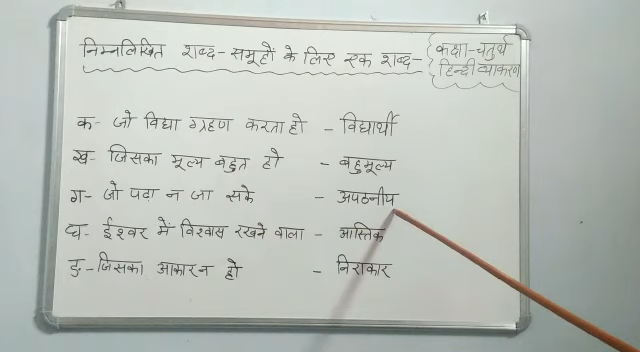 निम्नलिखित शब्द-समूहों के लिए एक शब्द-
कक्षा-चतुर्थ
हिन्दी व्याकरण
क- जो विद्या ग्रहण करता हो - विद्यार्थी
ख- जिसका मूल्य बहुत हो - बहुमूल्य
ग- जो पढा न जा सके - अपठनीय
घ- ईश्वर में विश्वास रखने वाला - आस्तिक
ङ-जिसका आकार न हो - निराकार